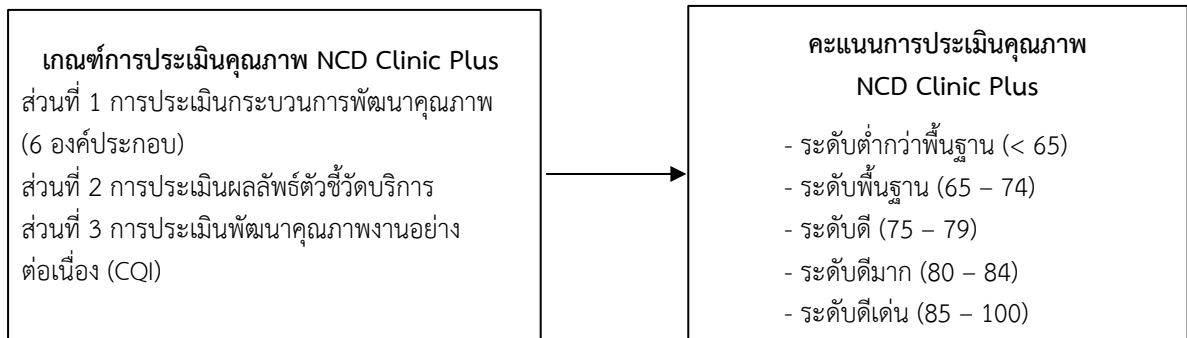 เกณฑ์การประเมินคุณภาพ NCD Clinic Plus
ส่วนที่ 1 การประเมินกระบวนการพัฒนาคุณภาพ
(6 องค์ประกอบ)
ส่วนที่ 2 การประเมินผลลัพธ์ตัวชี้วัดบริการ
ส่วนที่ 3 การประเมินพัฒนาคุณภาพงานอย่าง
ต่อเนื่อง (CQI)
คะแนนการประเมินคุณภาพ
NCD Clinic Plus
- ระดับต่ำกว่าพื้นฐาน (< 65)
- ระดับพื้นฐาน (65 – 74)
- ระดับดี (75 – 79)
- ระดับดีมาก (80 – 84)
- ระดับดีเด่น (85 – 100)